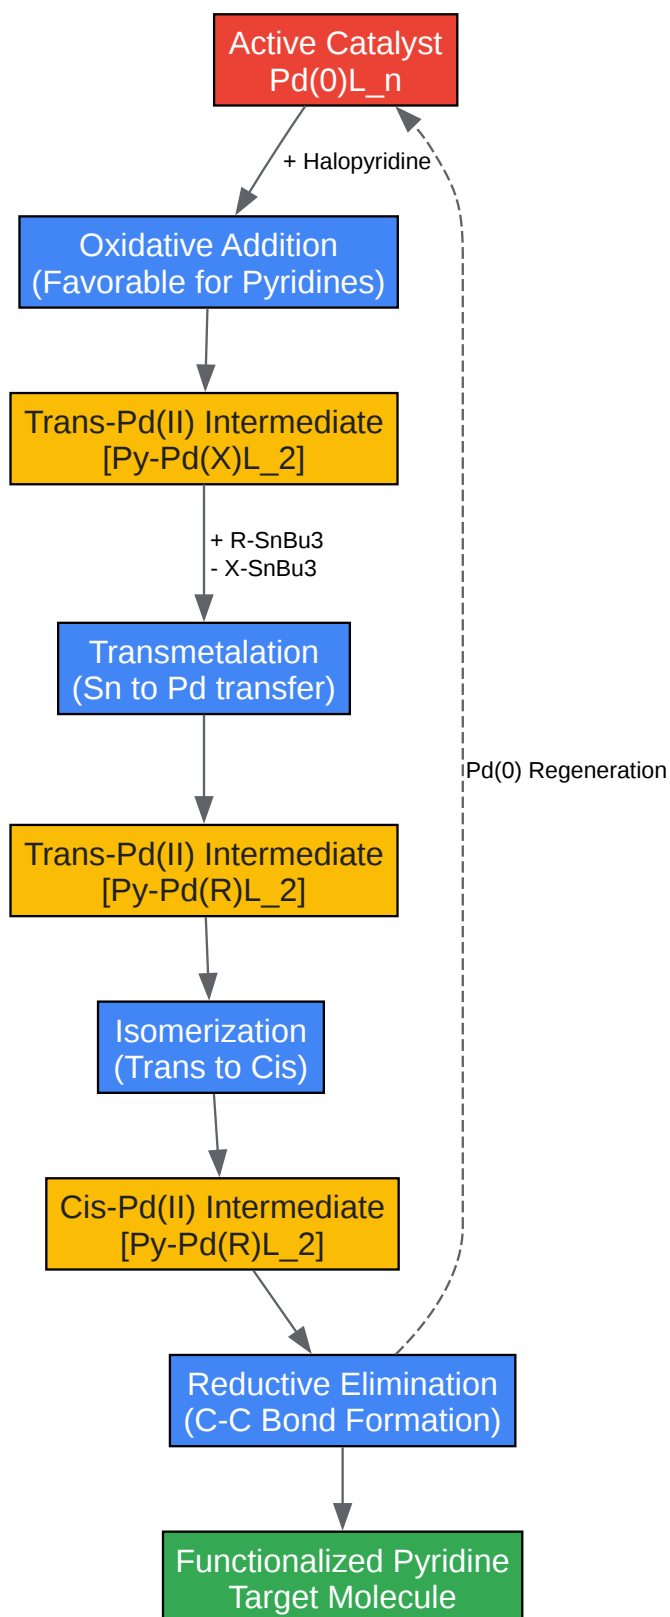 Active Catalyst
Pd(0)L_n
+ Halopyridine
Oxidative Addition
(Favorable for Pyridines)
Trans-Pd(II) Intermediate
[Py-Pd(X)L_2]
+ R-SnBu3
- X-SnBu3
Transmetalation
(Sn to Pd transfer)
Pd(0) Regeneration
Trans-Pd(II) Intermediate
[Py-Pd(R)L_2]
Isomerization
(Trans to Cis)
Cis-Pd(II) Intermediate
[Py-Pd(R)L_2]
Reductive Elimination
(C-C Bond Formation)
Functionalized Pyridine
Target Molecule